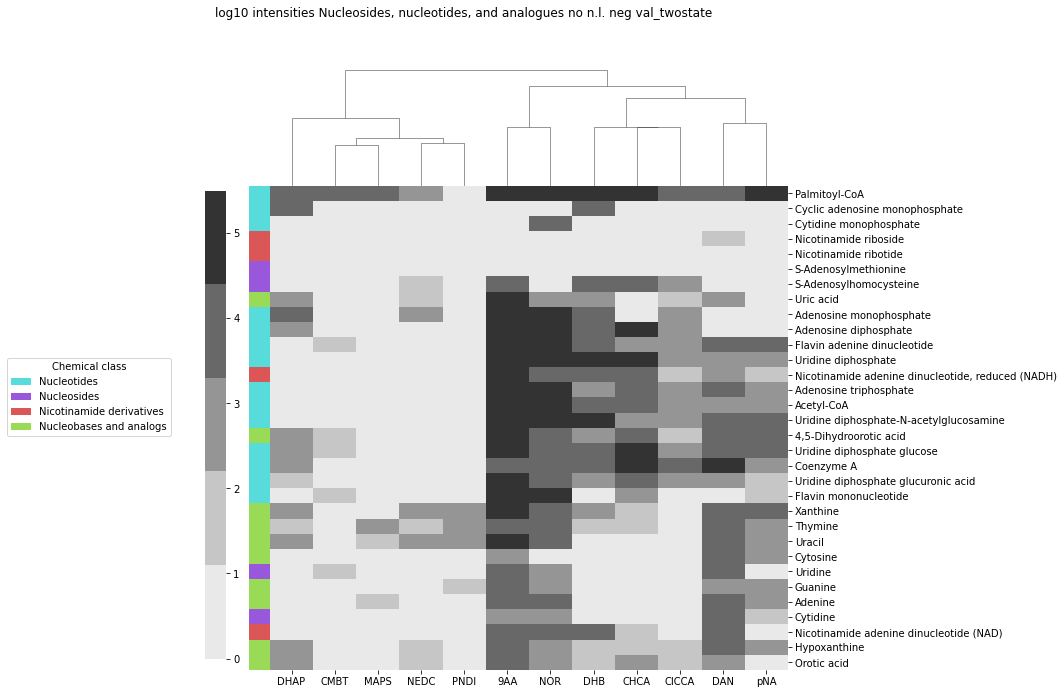 log10 intensities Nucleosides, nucleotides, and analogues no n.l. neg val_twostate
5
4
3
2
1
0
Chemical class
Nucleotides
Nucleosides
Nicotinamide derivatives
Nucleobases and analogs
Palmitoyl-CoA
Cyclic adenosine monophosphate
Cytidine monophosphate
Nicotinamide riboside
Nicotinamide ribotide
S-Adenosylmethionine
S-Adenosylhomocysteine
Uric acid
Adenosine monophosphate
Adenosine diphosphate
Flavin adenine dinucleotide
Uridine diphosphate
Nicotinamide adenine dinucleotide, reduced (NADH)
Adenosine triphosphate
Acetyl-CoA
Uridine diphosphate-N-acetylglucosamine
4,5-Dihydroorotic acid
Uridine diphosphate glucose
Coenzyme A
Uridine diphosphate glucuronic acid
Flavin mononucleotide
Xanthine
Thymine
Uracil
Cytosine
Uridine
Guanine
Adenine
Cytidine
Nicotinamide adenine dinucleotide (NAD)
Hypoxanthine
Orotic acid
DHAP CMBT MAPS NEDC PNDI 9AA NOR DHB CHCA ClCCA DAN pNA